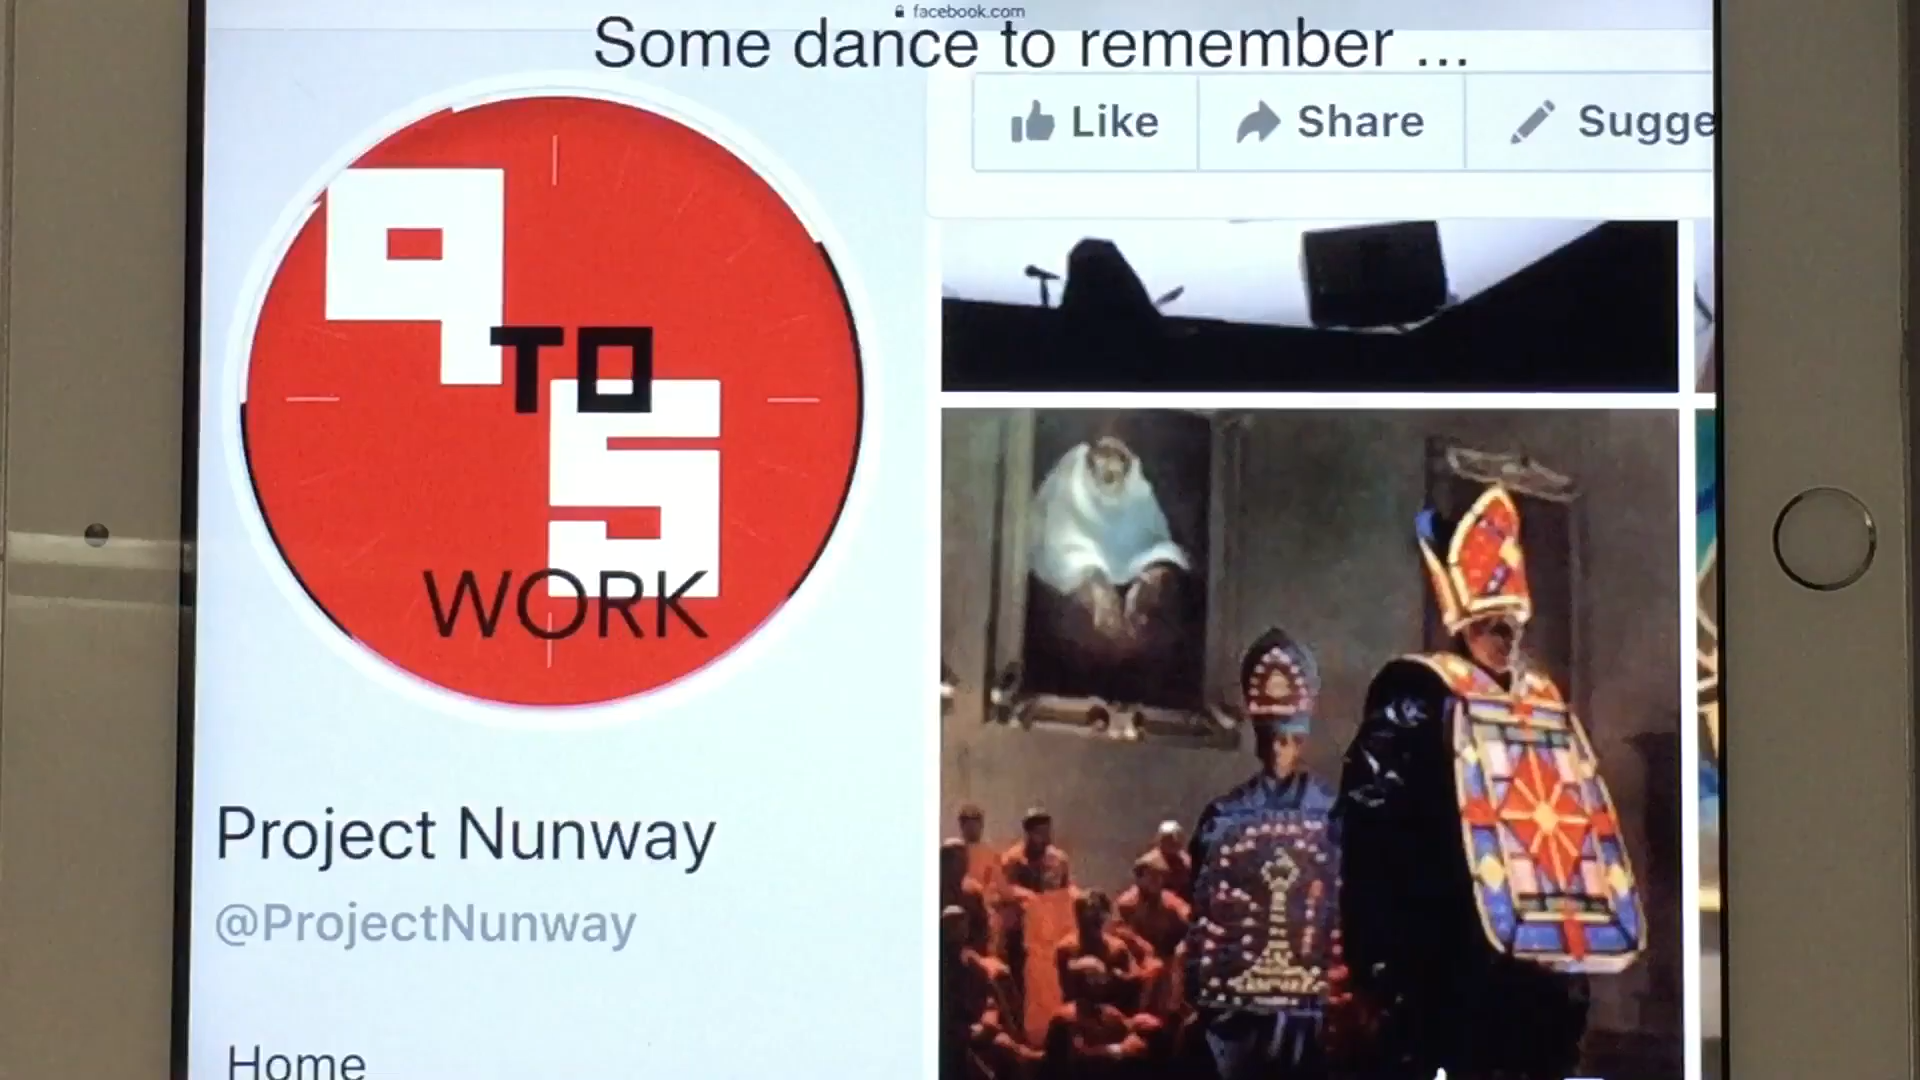 facebook.com
Some dance to remember ...
Like
Share
Sugge
9
TO
5
WORK
Project Nunway
@ProjectNunway
Home